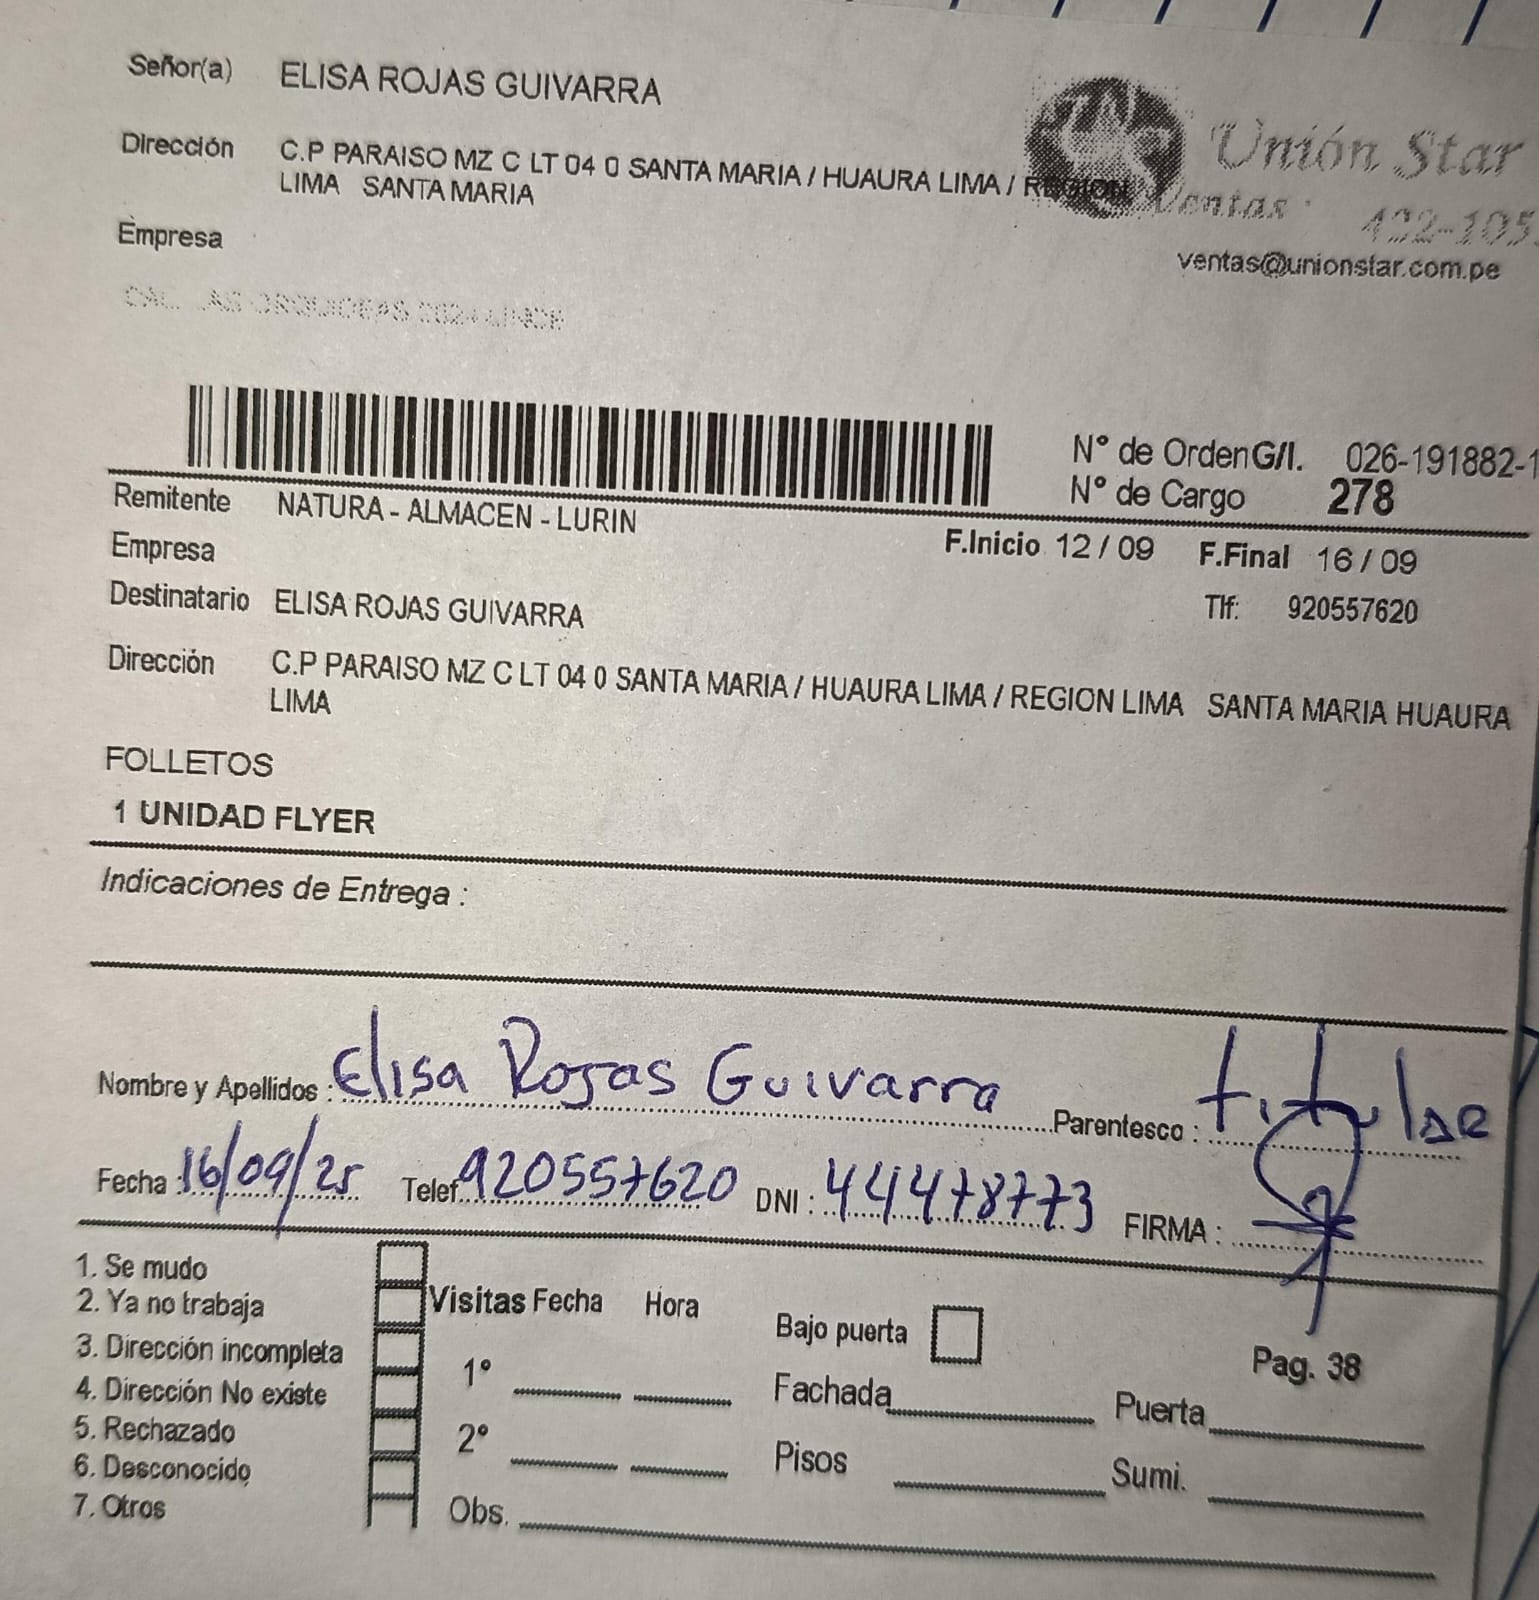 Señor(a) ELISA ROJAS GUIVARRA
Dirección C.P PARAISO MZ C LT 04 0 SANTA MARIA / HUAURA LIMA / REGION
LIMA SANTA MARIA
Unión Star
Ventas : 422-105
ventas@unionstar.com.pe
Empresa
N° de Orden G/I. 026-191882-1
N° de Cargo 278
Remitente NATURA - ALMACEN - LURIN
Empresa
F.Inicio 12 / 09 F.Final 16 / 09
Destinatario ELISA ROJAS GUIVARRA
Tlf: 920557620
Dirección C.P PARAISO MZ C LT 04 0 SANTA MARIA / HUAURA LIMA / REGION LIMA SANTA MARIA HUAURA
LIMA
FOLLETOS
1 UNIDAD FLYER
Indicaciones de Entrega :
Nombre y Apellidos : Elisa Rojas Guivarra Parentesco : titular
Fecha : 16/09/25 Telef. 920557620 DNI : 44478773 FIRMA :
1. Se mudo
2. Ya no trabaja
3. Dirección incompleta
4. Dirección No existe
5. Rechazado
6. Desconocido
7. Otros
Visitas Fecha Hora
1°
2°
Obs.
Bajo puerta
Fachada
Pisos
Pag. 38
Puerta
Sumi.